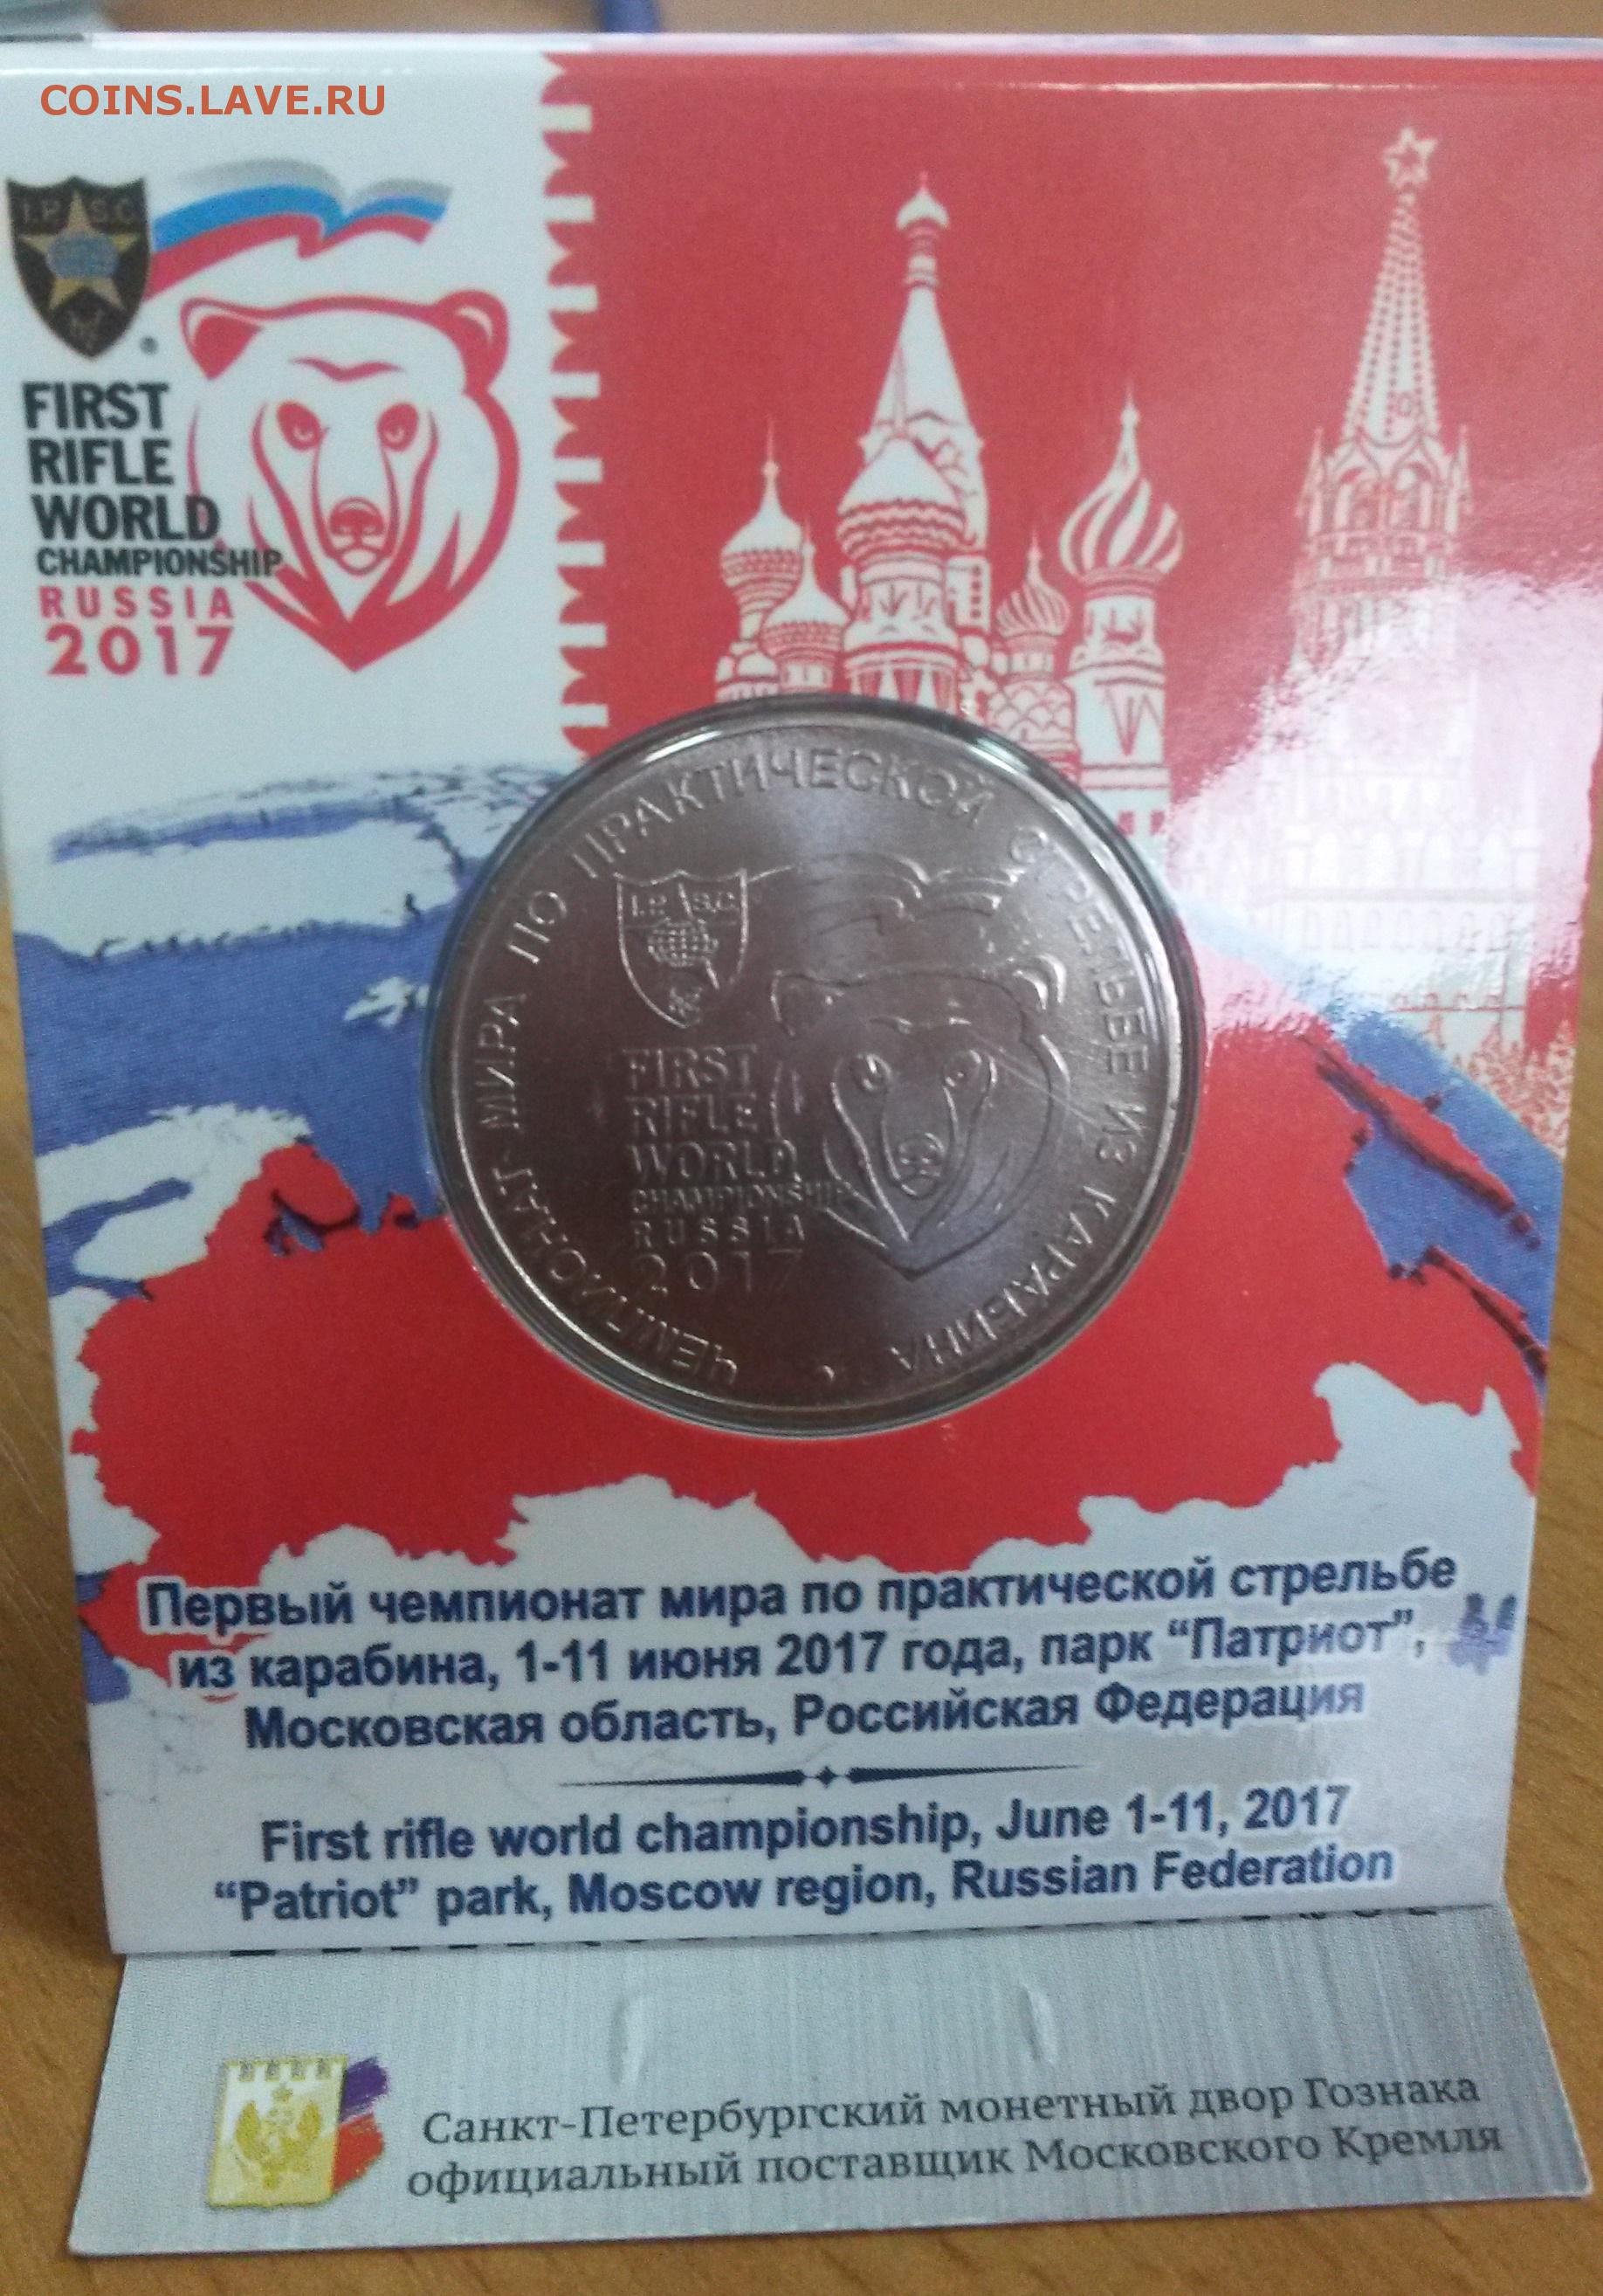 COINS.LAVE.RU
I.P.S.C.
FIRST
RIFLE
WORLD
CHAMPIONSHIP
RUSSIA
2017
ЧЕМПИОНАТ МИРА ПО ПРАКТИЧЕСКОЙ СТРЕЛЬБЕ ИЗ КАРАБИНА
I.P.S.C.
FIRST
RIFLE
WORLD
CHAMPIONSHIP
RUSSIA
2017
Первый чемпионат мира по практической стрельбе
из карабина, 1-11 июня 2017 года, парк “Патриот”,
Московская область, Российская Федерация
First rifle world championship, June 1-11, 2017
“Patriot” park, Moscow region, Russian Federation
Санкт-Петербургский монетный двор Гознака
официальный поставщик Московского Кремля